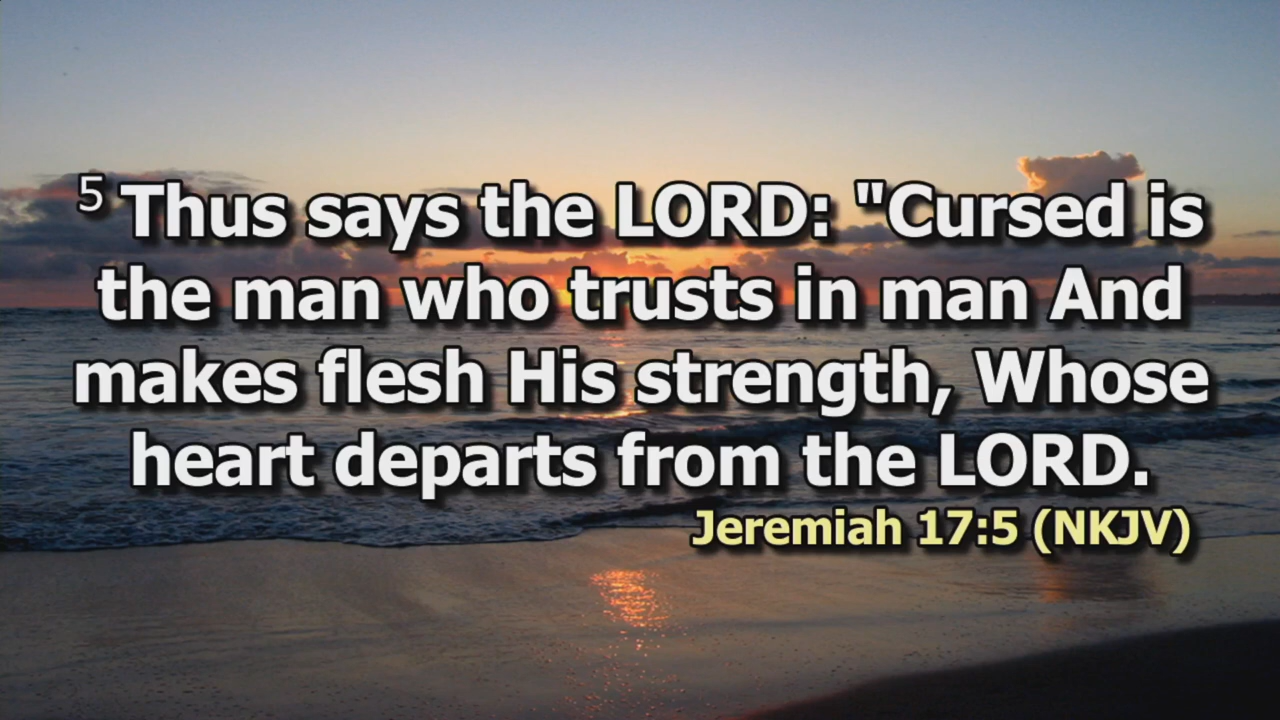 5 Thus says the LORD: "Cursed is
the man who trusts in man And
makes flesh His strength, Whose
heart departs from the LORD.
Jeremiah 17:5 (NKJV)